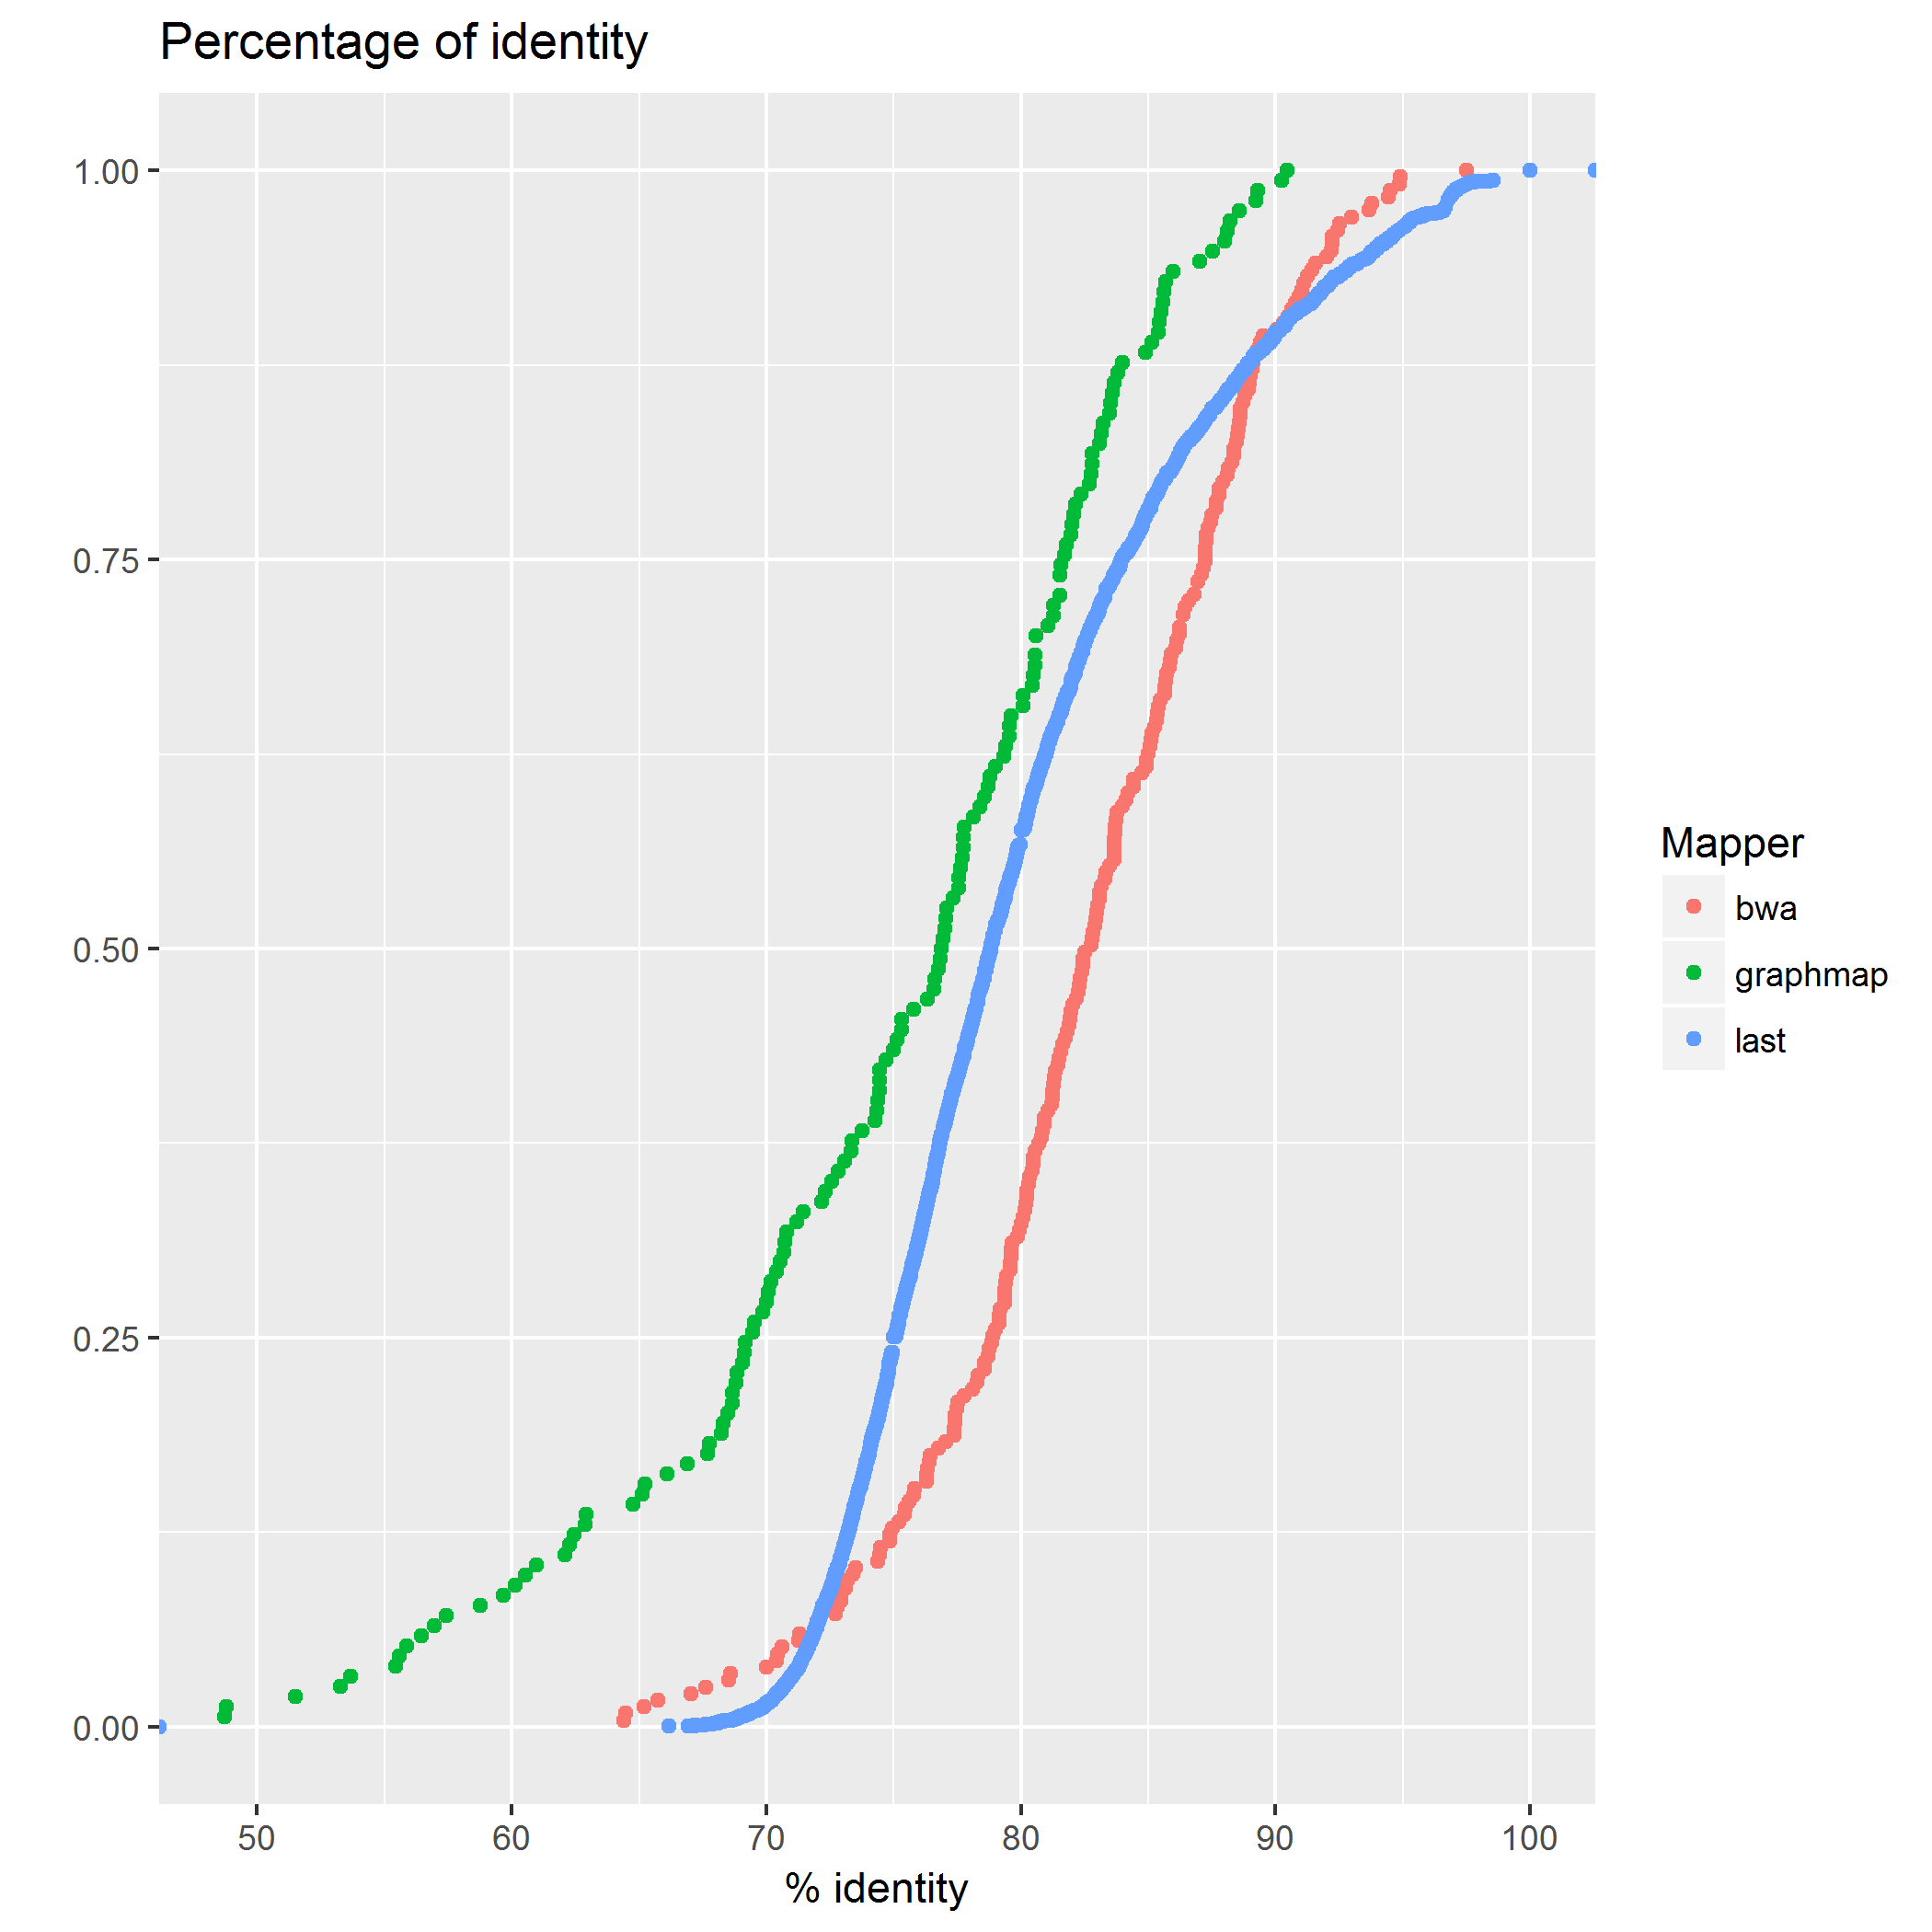 Percentage of identity
1.00
0.75
0.50
0.25
0.00
50 60 70 80 90 100
% identity
Mapper
bwa
graphmap
last